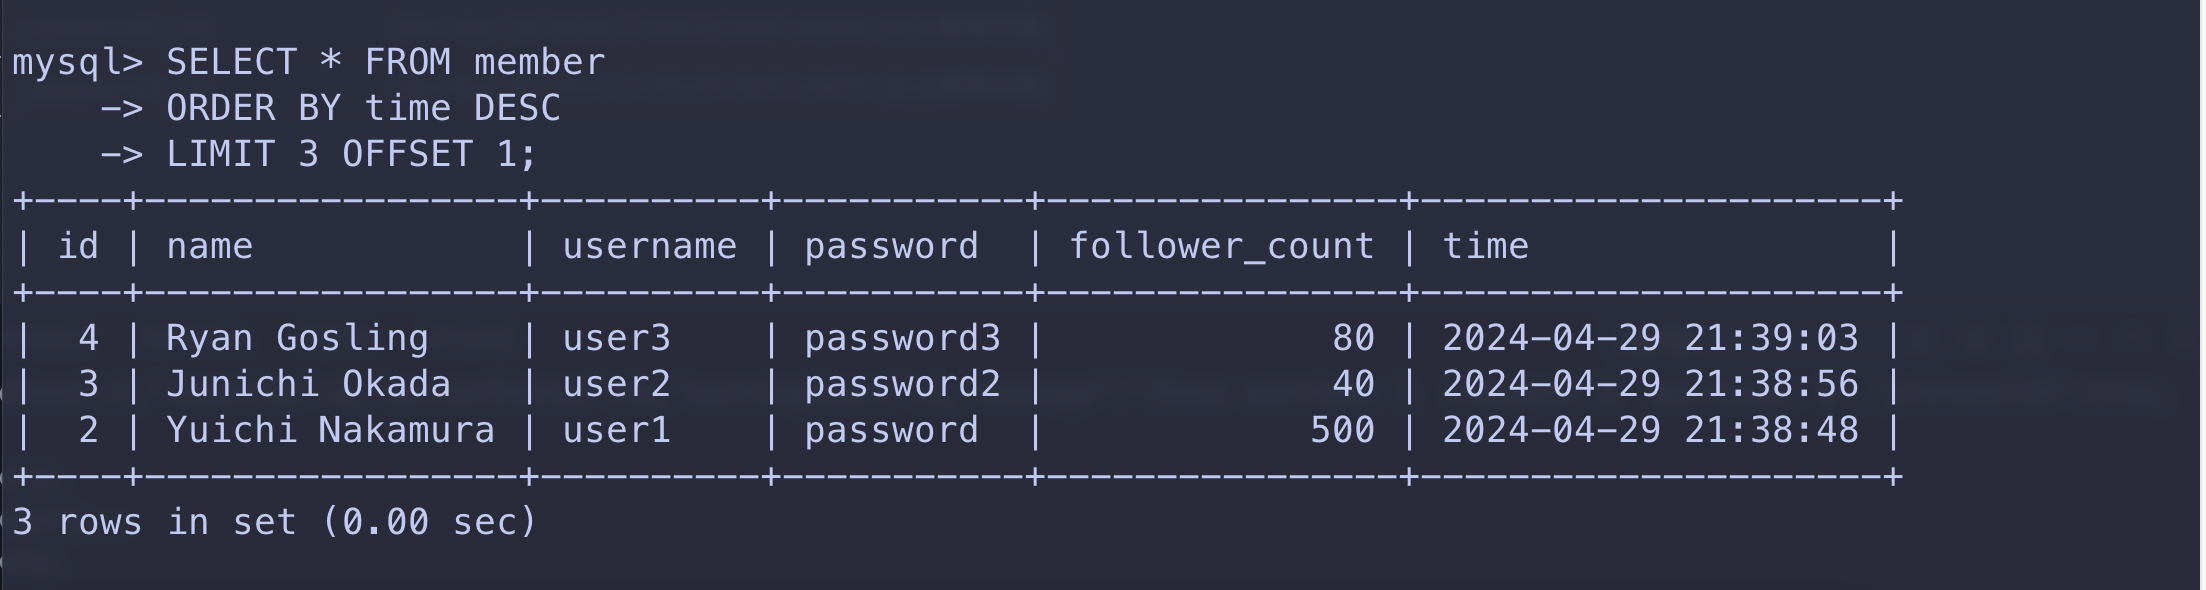 mysql> SELECT * FROM member
    -> ORDER BY time DESC
    -> LIMIT 3 OFFSET 1;
+----+-----------------+----------+-----------+----------------+---------------------+
| id | name            | username | password  | follower_count | time                |
+----+-----------------+----------+-----------+----------------+---------------------+
|  4 | Ryan Gosling    | user3    | password3 |             80 | 2024-04-29 21:39:03 |
|  3 | Junichi Okada   | user2    | password2 |             40 | 2024-04-29 21:38:56 |
|  2 | Yuichi Nakamura | user1    | password  |            500 | 2024-04-29 21:38:48 |
+----+-----------------+----------+-----------+----------------+---------------------+
3 rows in set (0.00 sec)